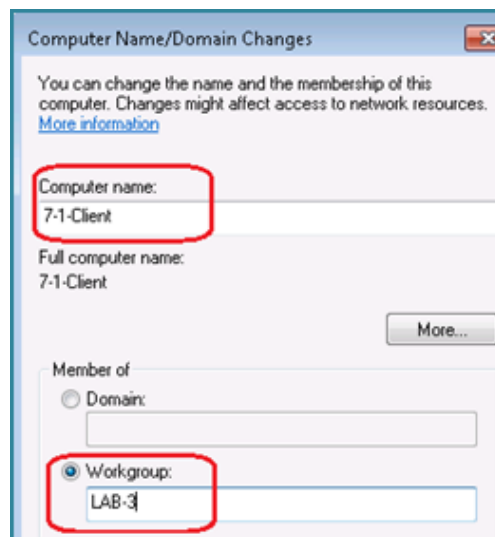 Computer Name/Domain Changes
You can change the name and the membership of this
computer. Changes might affect access to network resources.
More information
Computer name:
7-1-Client
Full computer name:
7-1-Client
More...
Member of
Domain:
Workgroup:
LAB-3